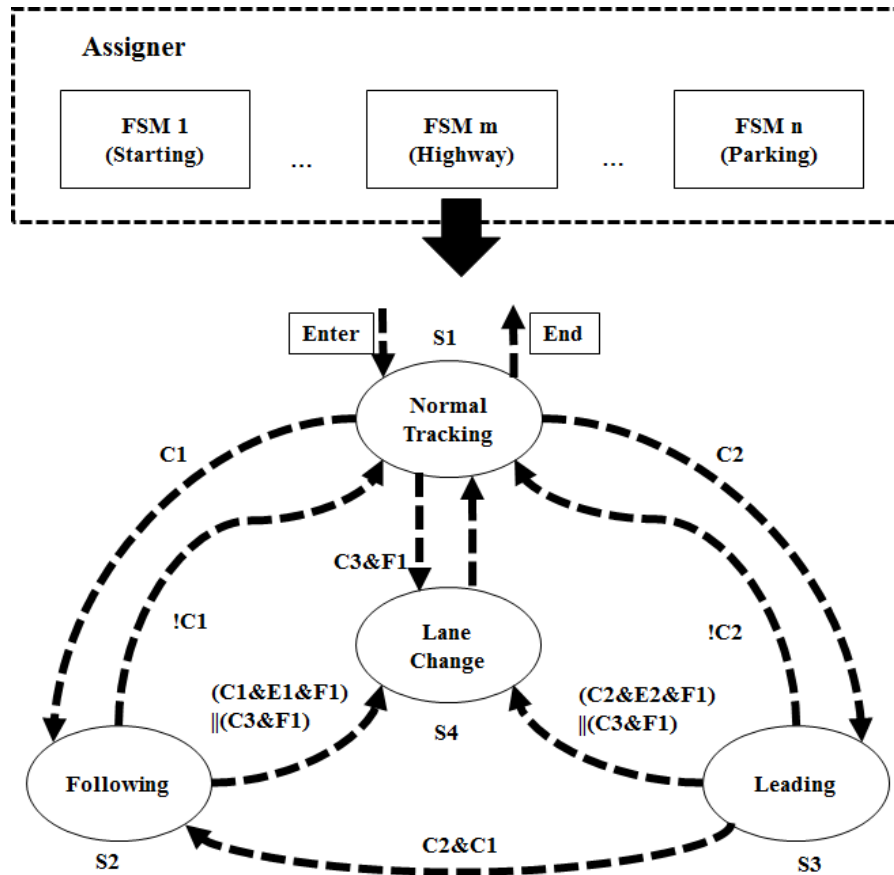 Assigner
FSM 1
(Starting)
...
FSM m
(Highway)
...
FSM n
(Parking)
Enter
S1
End
Normal
Tracking
C1
C2
C3&F1
!C1
!C2
Lane
Change
(C1&E1&F1)
||(C3&F1)
(C2&E2&F1)
||(C3&F1)
S4
Following
Leading
C2&C1
S2
S3